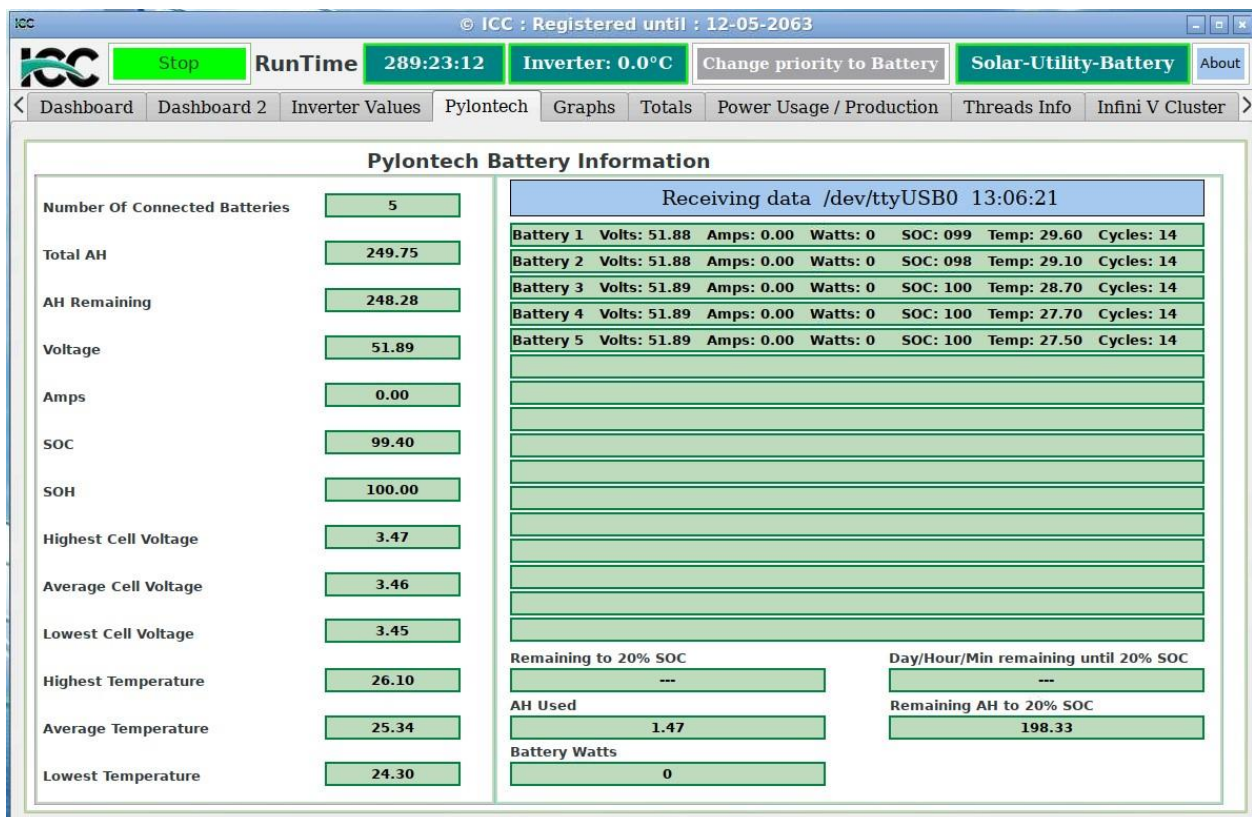 ICC
© ICC : Registered until : 12-05-2063
ICC
Stop
RunTime
289:23:12
Inverter: 0.0°C
Change priority to Battery
Solar-Utility-Battery
About
Dashboard
Dashboard 2
Inverter Values
Pylontech
Graphs
Totals
Power Usage / Production
Threads Info
Infini V Cluster
Pylontech Battery Information
Number Of Connected Batteries 5
Total AH 249.75
AH Remaining 248.28
Voltage 51.89
Amps 0.00
SOC 99.40
SOH 100.00
Highest Cell Voltage 3.47
Average Cell Voltage 3.46
Lowest Cell Voltage 3.45
Highest Temperature 26.10
Average Temperature 25.34
Lowest Temperature 24.30
Receiving data /dev/ttyUSB0 13:06:21
Battery 1 Volts: 51.88 Amps: 0.00 Watts: 0 SOC: 099 Temp: 29.60 Cycles: 14
Battery 2 Volts: 51.88 Amps: 0.00 Watts: 0 SOC: 098 Temp: 29.10 Cycles: 14
Battery 3 Volts: 51.89 Amps: 0.00 Watts: 0 SOC: 100 Temp: 28.70 Cycles: 14
Battery 4 Volts: 51.89 Amps: 0.00 Watts: 0 SOC: 100 Temp: 27.70 Cycles: 14
Battery 5 Volts: 51.89 Amps: 0.00 Watts: 0 SOC: 100 Temp: 27.50 Cycles: 14
Remaining to 20% SOC
---
Day/Hour/Min remaining until 20% SOC
---
AH Used
1.47
Remaining AH to 20% SOC
198.33
Battery Watts
0